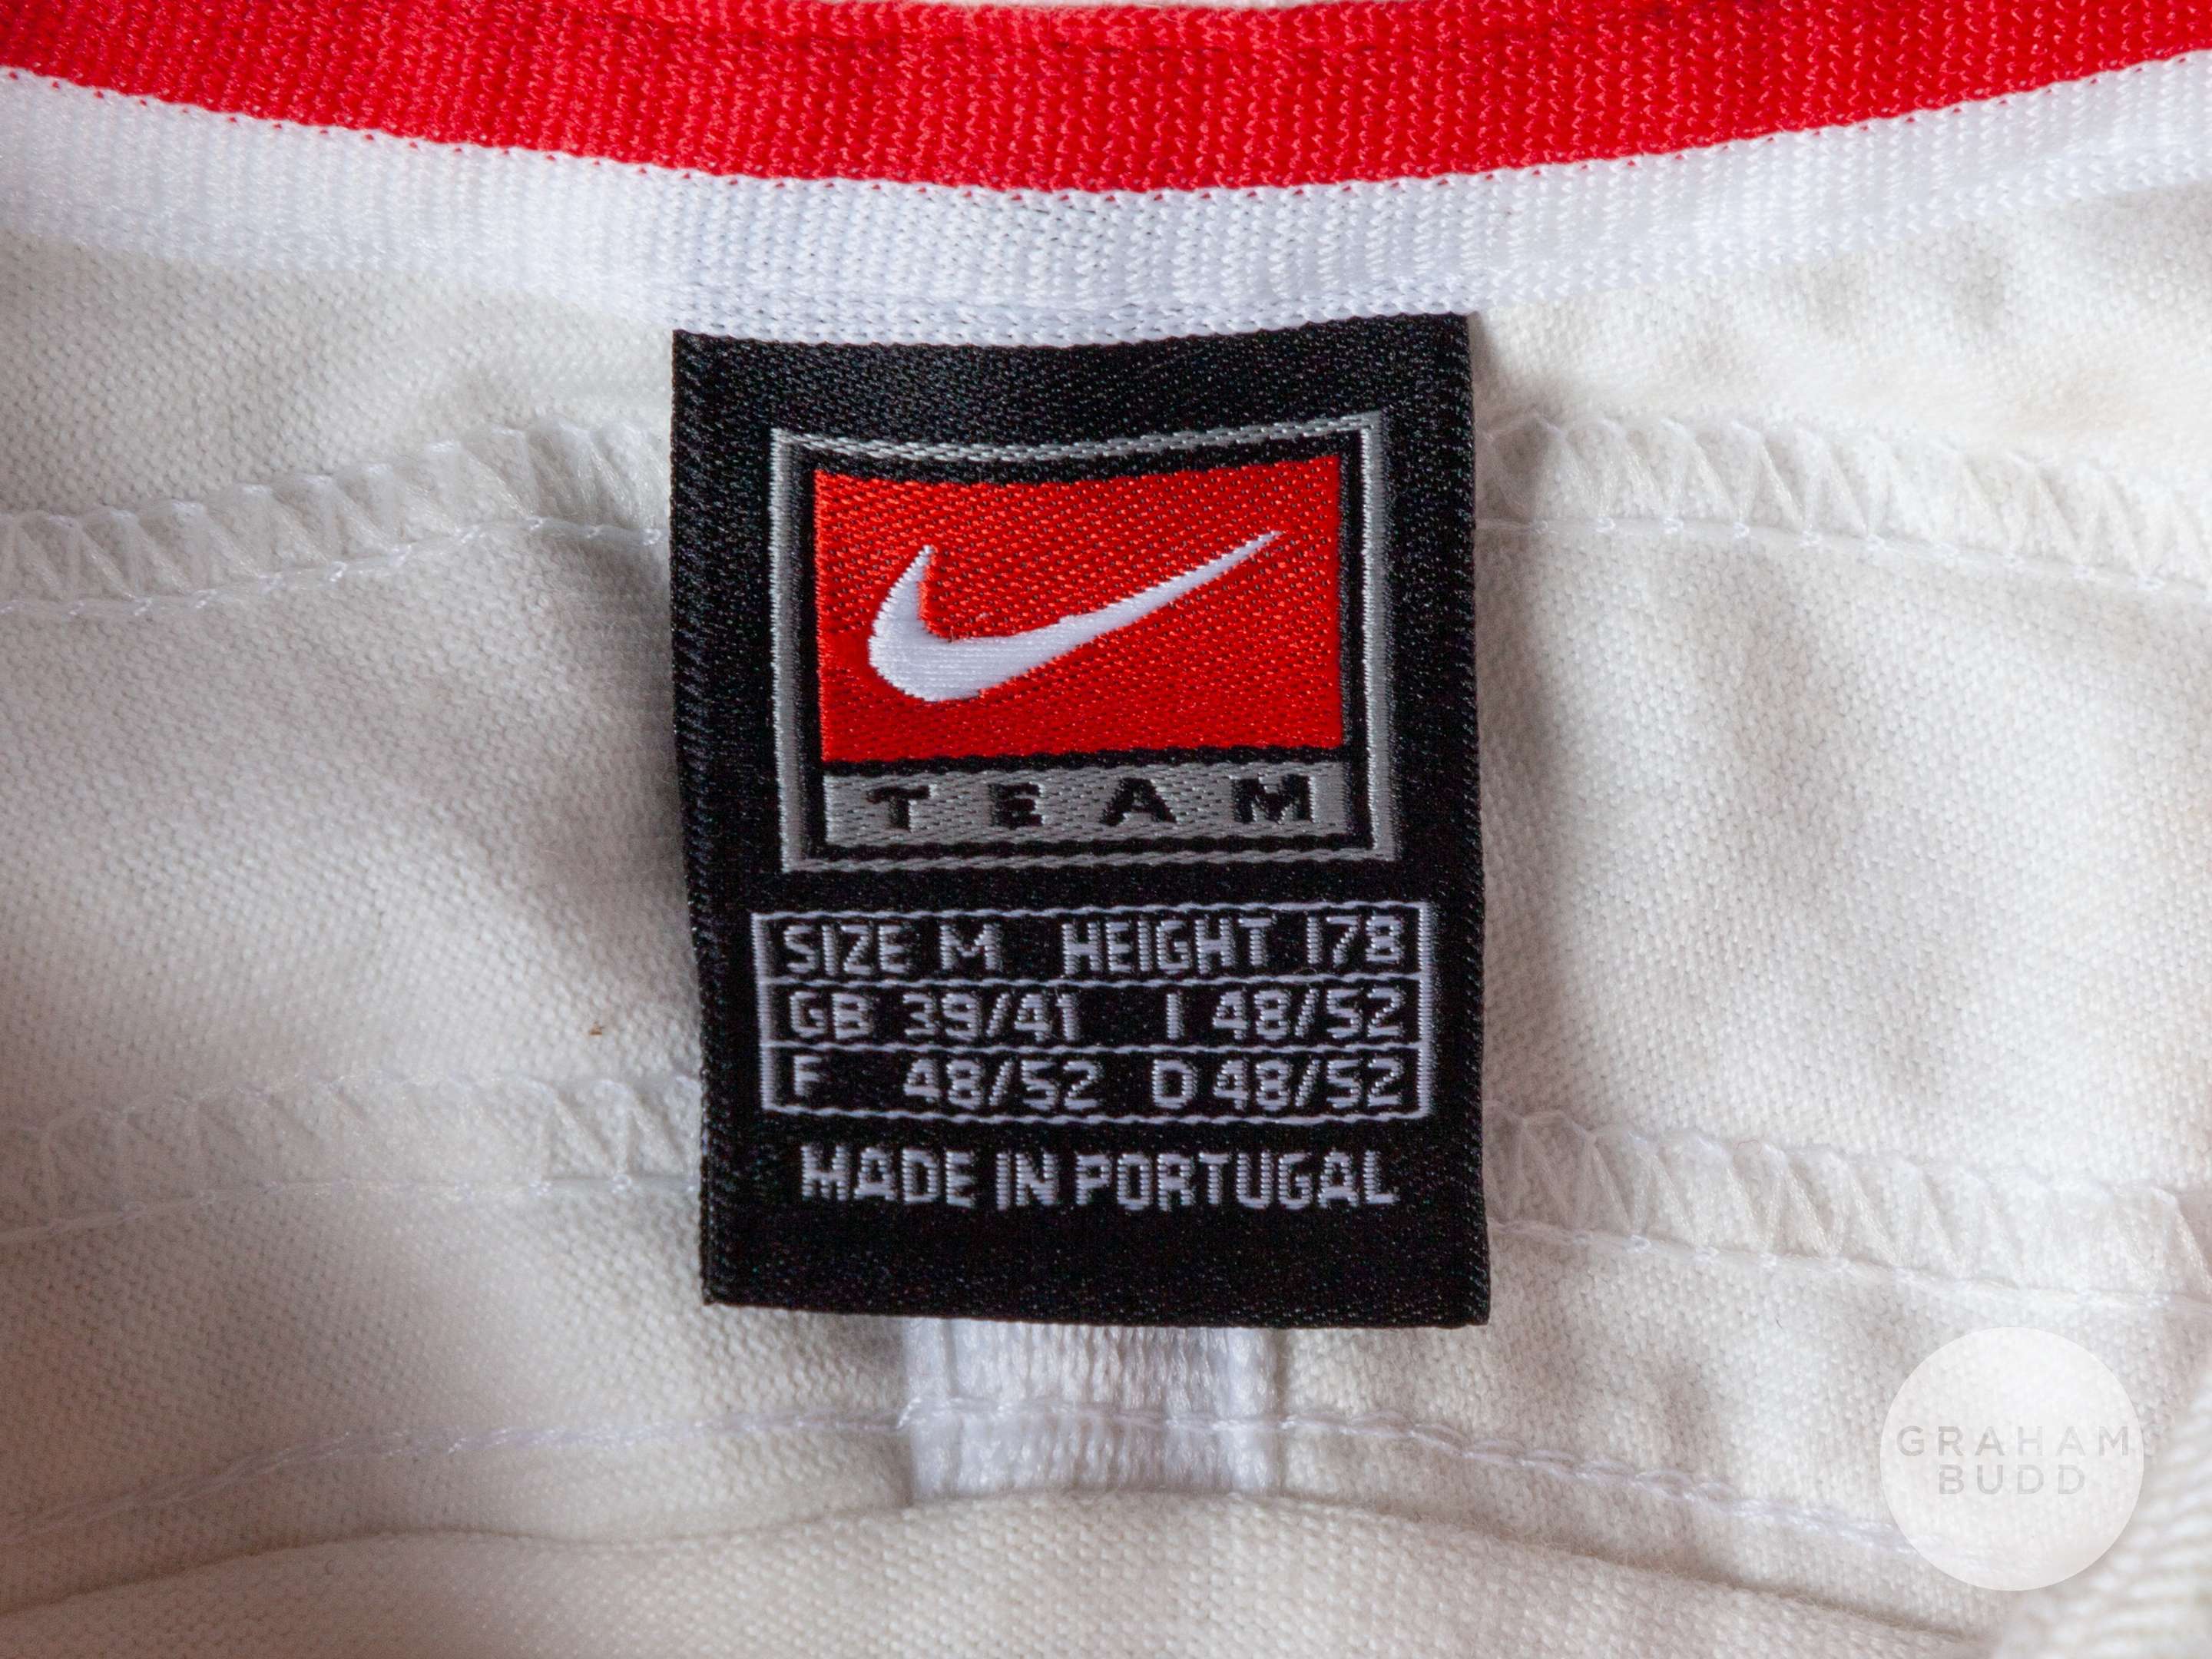 TEAM
SIZE M HEIGHT 178
GB 39/41 I 48/52
F 48/52 D 48/52
MADE IN PORTUGAL
GRAHAM
BUDD